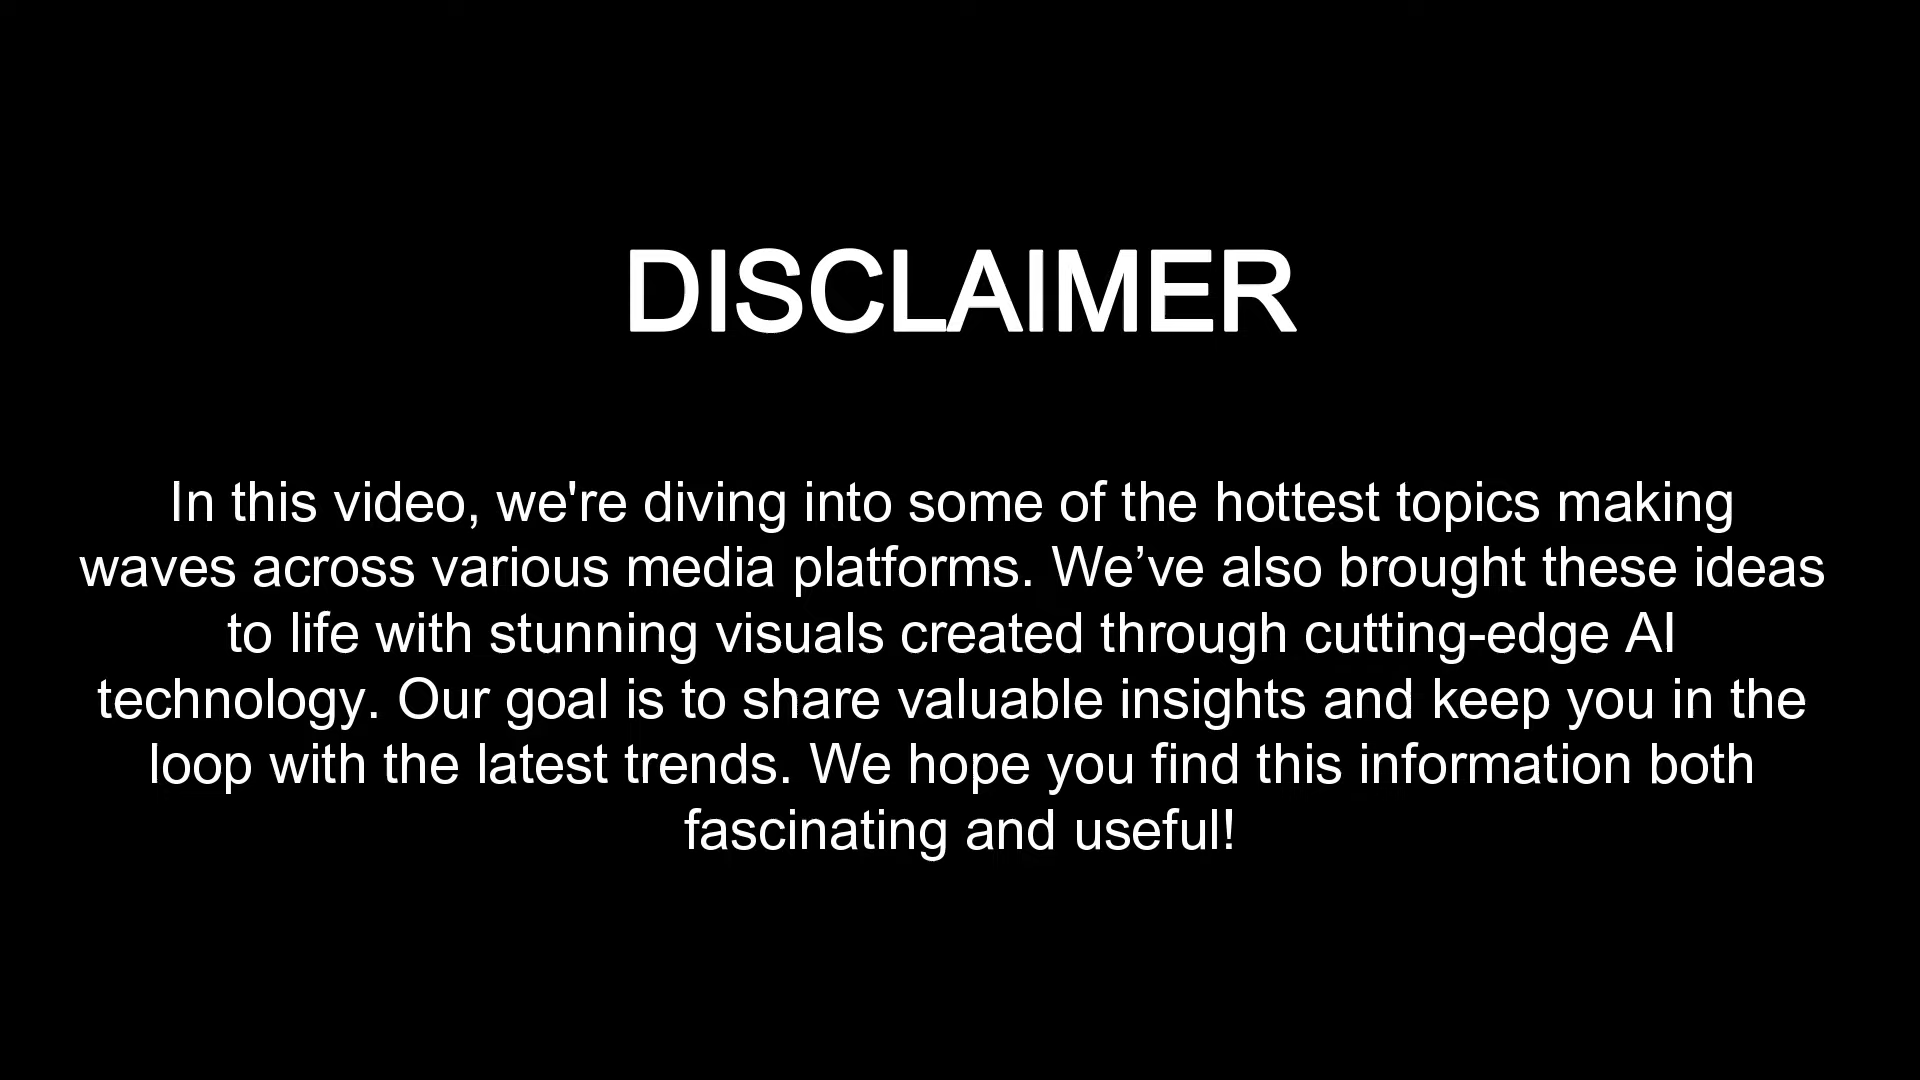 DISCLAIMER
In this video, we're diving into some of the hottest topics making
waves across various media platforms. We’ve also brought these ideas
to life with stunning visuals created through cutting-edge AI
technology. Our goal is to share valuable insights and keep you in the
loop with the latest trends. We hope you find this information both
fascinating and useful!